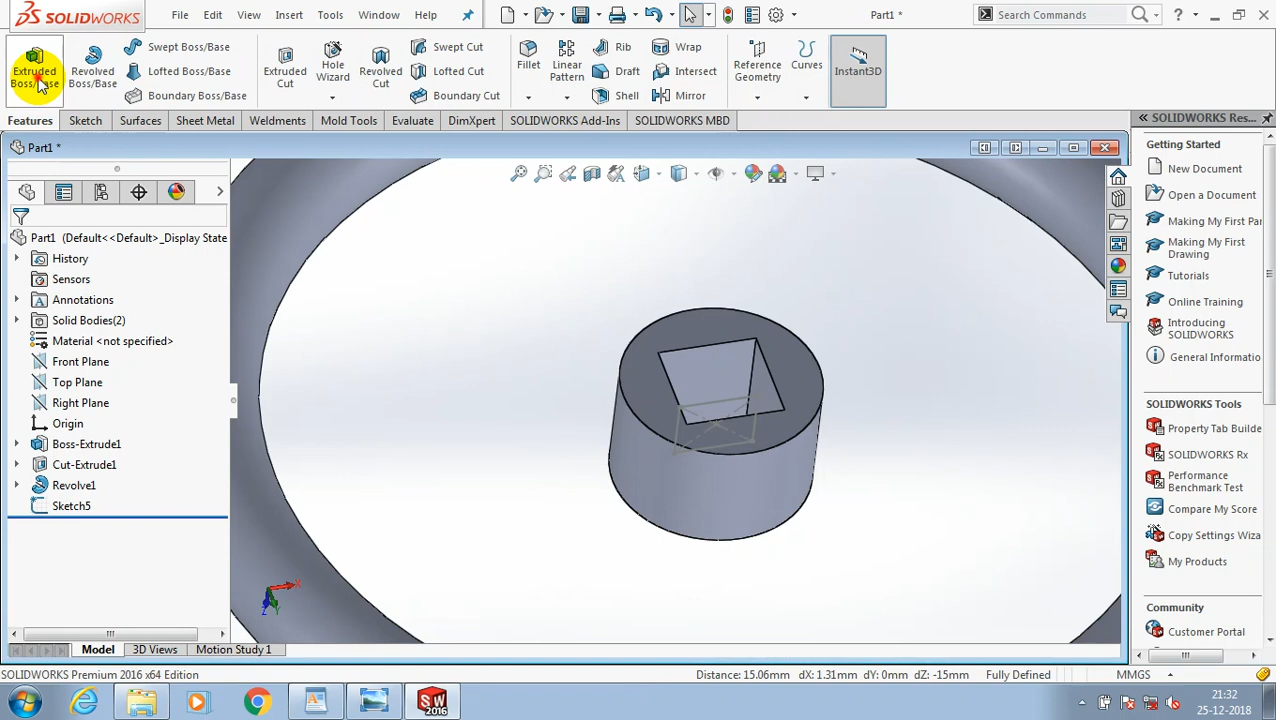 SOLIDWORKS
File Edit View Insert Tools Window Help
Part1 *
Search Commands
Extruded Boss/Base
Revolved Boss/Base
Swept Boss/Base
Lofted Boss/Base
Boundary Boss/Base
Extruded Cut
Hole Wizard
Revolved Cut
Swept Cut
Lofted Cut
Boundary Cut
Fillet
Linear Pattern
Rib
Draft
Shell
Wrap
Intersect
Mirror
Reference Geometry
Curves
Instant3D
Features Sketch Surfaces Sheet Metal Weldments Mold Tools Evaluate DimXpert SOLIDWORKS Add-Ins SOLIDWORKS MBD
Part1 *
Part1 (Default<<Default>_Display State
History
Sensors
Annotations
Solid Bodies(2)
Material <not specified>
Front Plane
Top Plane
Right Plane
Origin
Boss-Extrude1
Cut-Extrude1
Revolve1
Sketch5
X
Y
Z
SOLIDWORKS Res...
Getting Started
New Document
Open a Document
Making My First Par
Making My First
Drawing
Tutorials
Online Training
Introducing
SOLIDWORKS
General Informatio
SOLIDWORKS Tools
Property Tab Builde
SOLIDWORKS Rx
Performance
Benchmark Test
Compare My Score
Copy Settings Wiza
My Products
Community
Customer Portal
Model 3D Views Motion Study 1
SOLIDWORKS Premium 2016 x64 Edition
Distance: 15.06mm dX: 1.31mm dY: 0mm dZ: -15mm Fully Defined
MMGS
SW
2016
21:32
25-12-2018